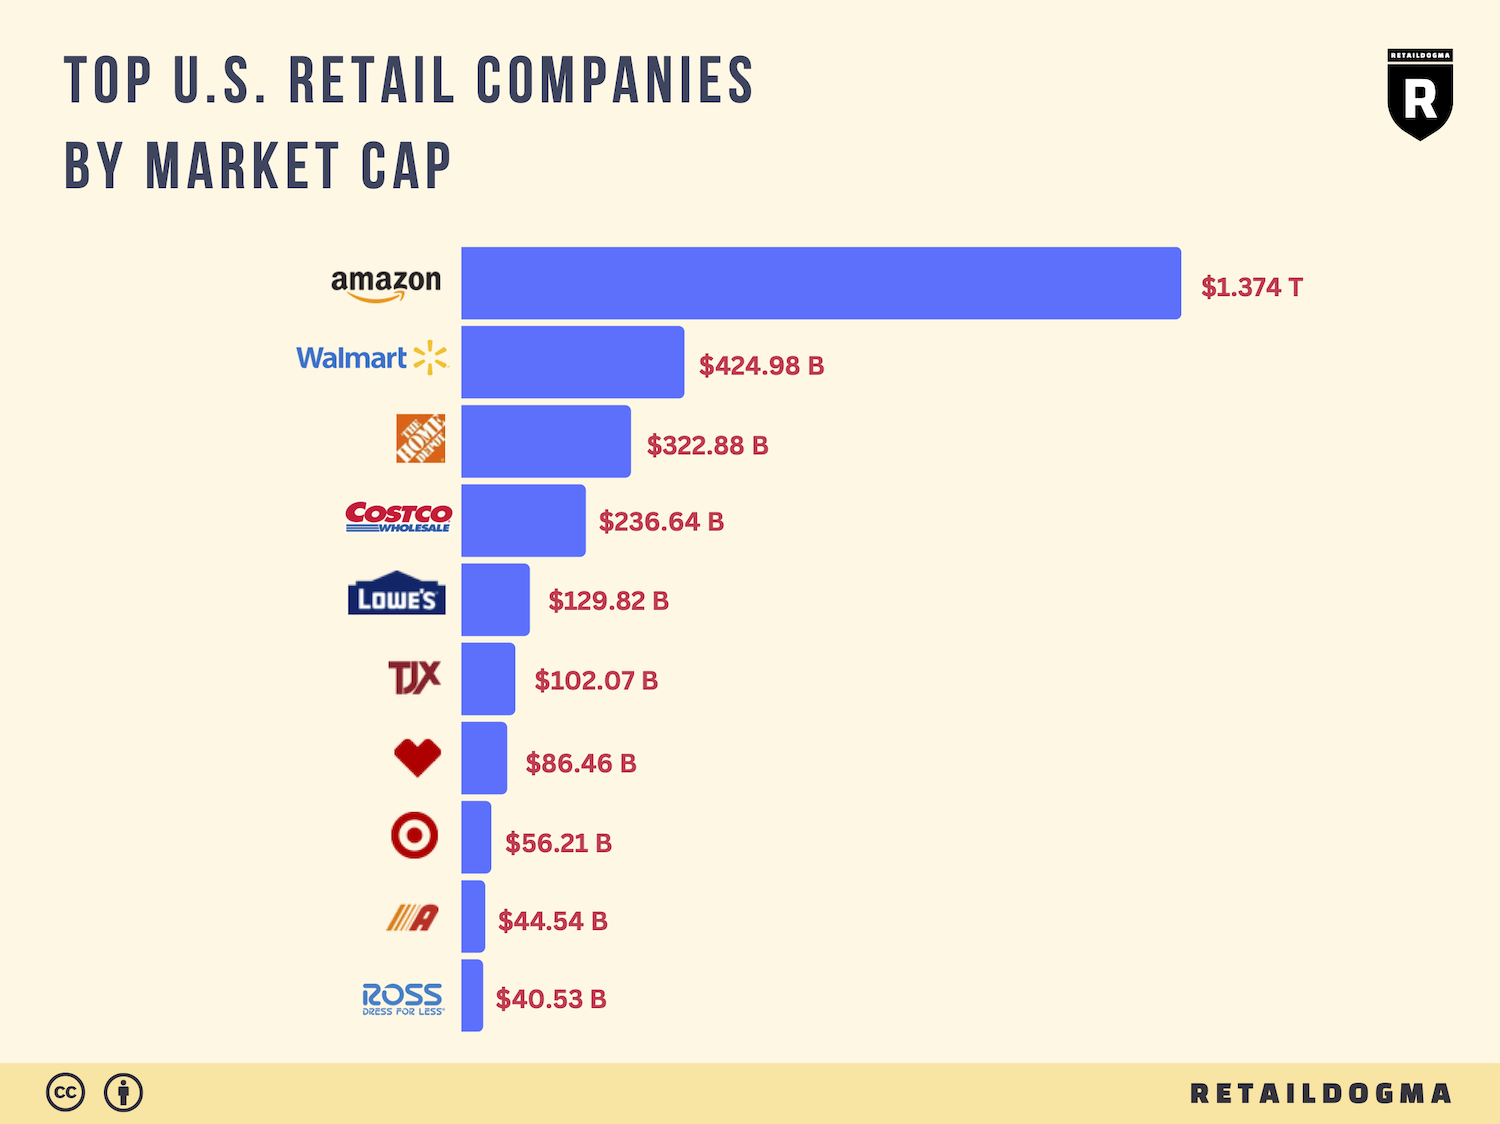 TOP U.S. RETAIL COMPANIES
BY MARKET CAP
RETAILDOGMA
R
amazon
$1.374 T
Walmart
$424.98 B
THE
HOME
DEPOT
$322.88 B
COSTCO
WHOLESALE
$236.64 B
LOWE'S
$129.82 B
TJX
$102.07 B
$86.46 B
$56.21 B
A
$44.54 B
ROSS
DRESS FOR LESS
$40.53 B
cc
RETAILDOGMA